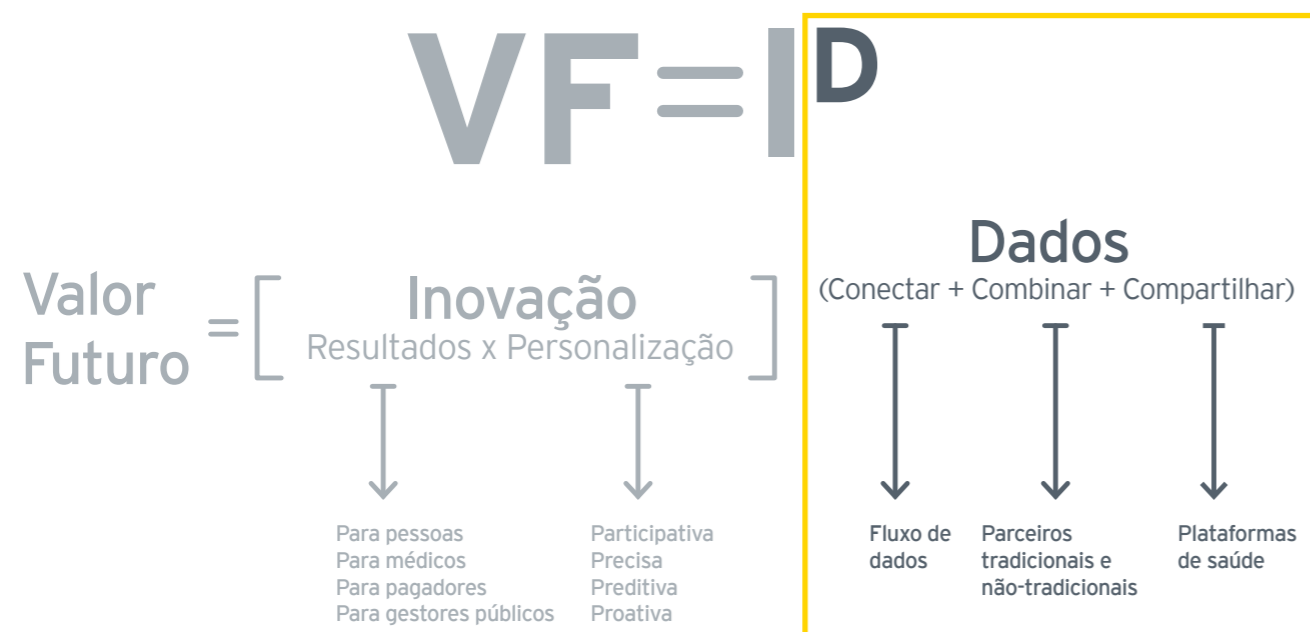 VF=I^D
Valor
Futuro
=
[
Inovação
Resultados x Personalização
]
Dados
(Conectar + Combinar + Compartilhar)
Para pessoas
Para médicos
Para pagadores
Para gestores públicos
Participativa
Precisa
Preditiva
Proativa
Fluxo de
dados
Parceiros
tradicionais e
não-tradicionais
Plataformas
de saúde